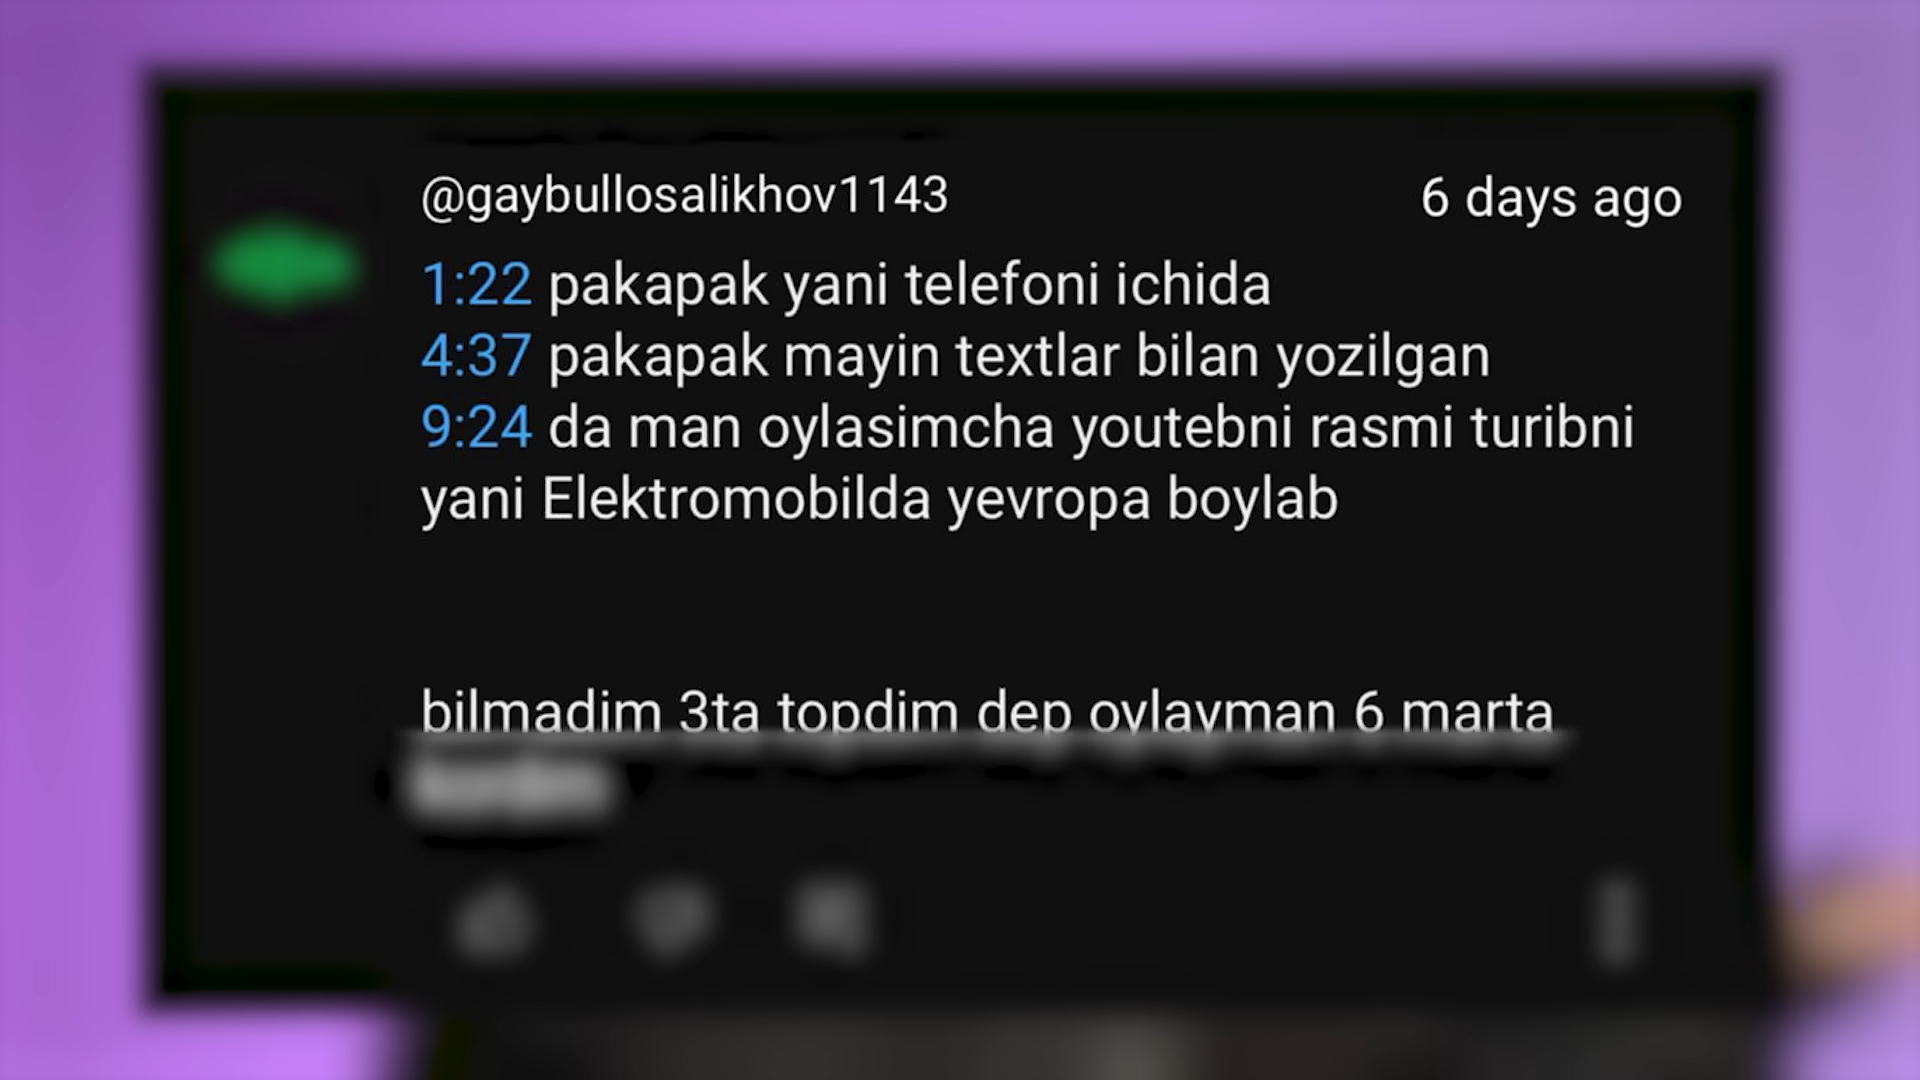 @gaybullosalikhov1143
6 days ago
1:22 pakapak yani telefoni ichida
4:37 pakapak mayin textlar bilan yozilgan
9:24 da man oylasimcha youtebni rasmi turibni
yani Elektromobilda yevropa boylab
bilmadim 3ta topdim dep oylayman 6 marta